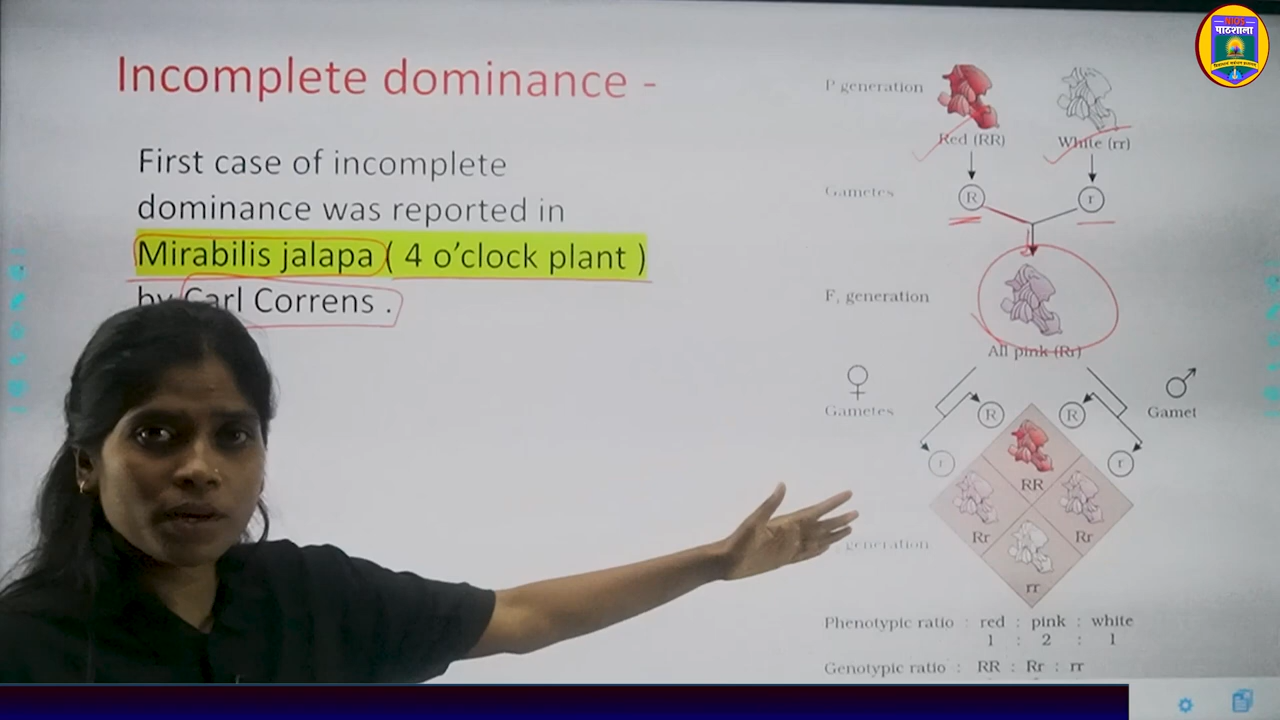 NIOS
पाठशाला
Incomplete dominance -
First case of incomplete
dominance was reported in
Mirabilis jalapa ( 4 o’clock plant )
by Carl Correns .
P generation
Red (RR)
White (rr)
Gametes
R
r
F₁ generation
All pink (Rr)
♀
♂
Gametes
R
R
Gamet
r
r
RR
Rr
Rr
generation
rr
Phenotypic ratio : red : pink : white
1 : 2 : 1
Genotypic ratio : RR : Rr : rr